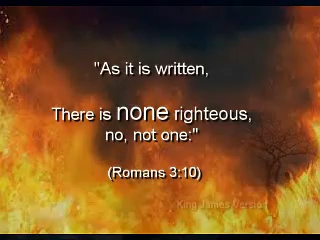 "As it is written,
There is none righteous,
no, not one:"
(Romans 3:10)
King James Version